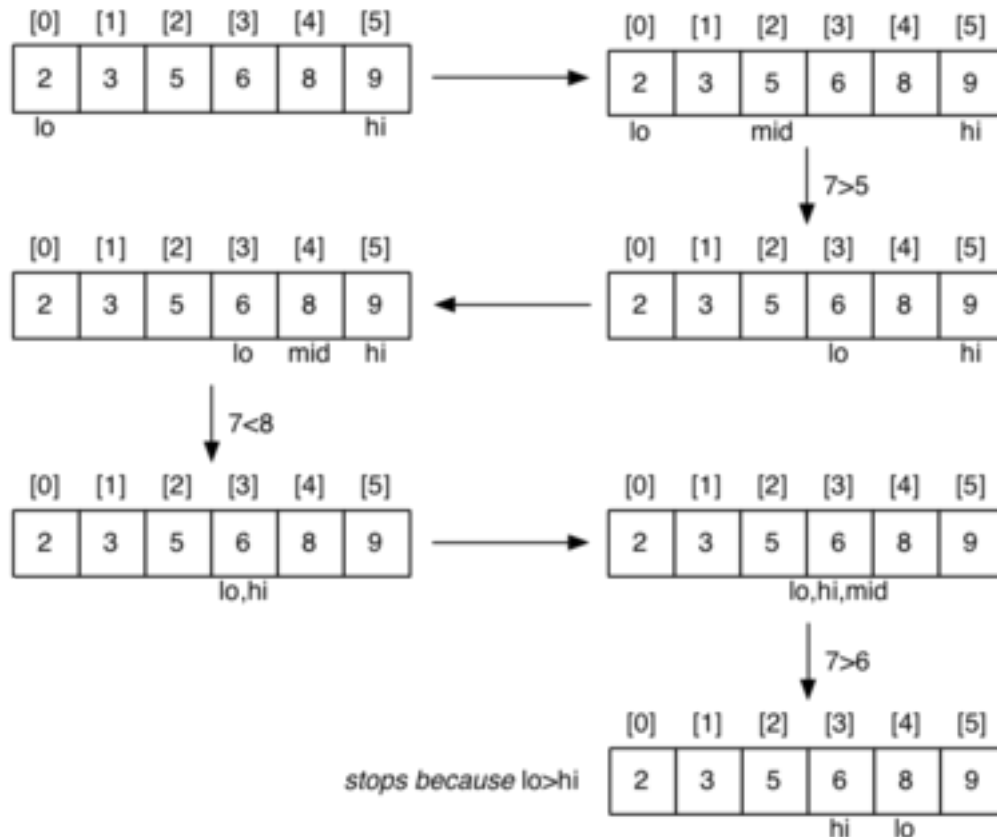 [0] [1] [2] [3] [4] [5]
2 3 5 6 8 9
lo hi
[0] [1] [2] [3] [4] [5]
2 3 5 6 8 9
lo mid hi
7>5
[0] [1] [2] [3] [4] [5]
2 3 5 6 8 9
lo mid hi
[0] [1] [2] [3] [4] [5]
2 3 5 6 8 9
lo hi
7<8
[0] [1] [2] [3] [4] [5]
2 3 5 6 8 9
lo,hi
[0] [1] [2] [3] [4] [5]
2 3 5 6 8 9
lo,hi,mid
7>6
[0] [1] [2] [3] [4] [5]
stops because lo>hi
2 3 5 6 8 9
hi lo